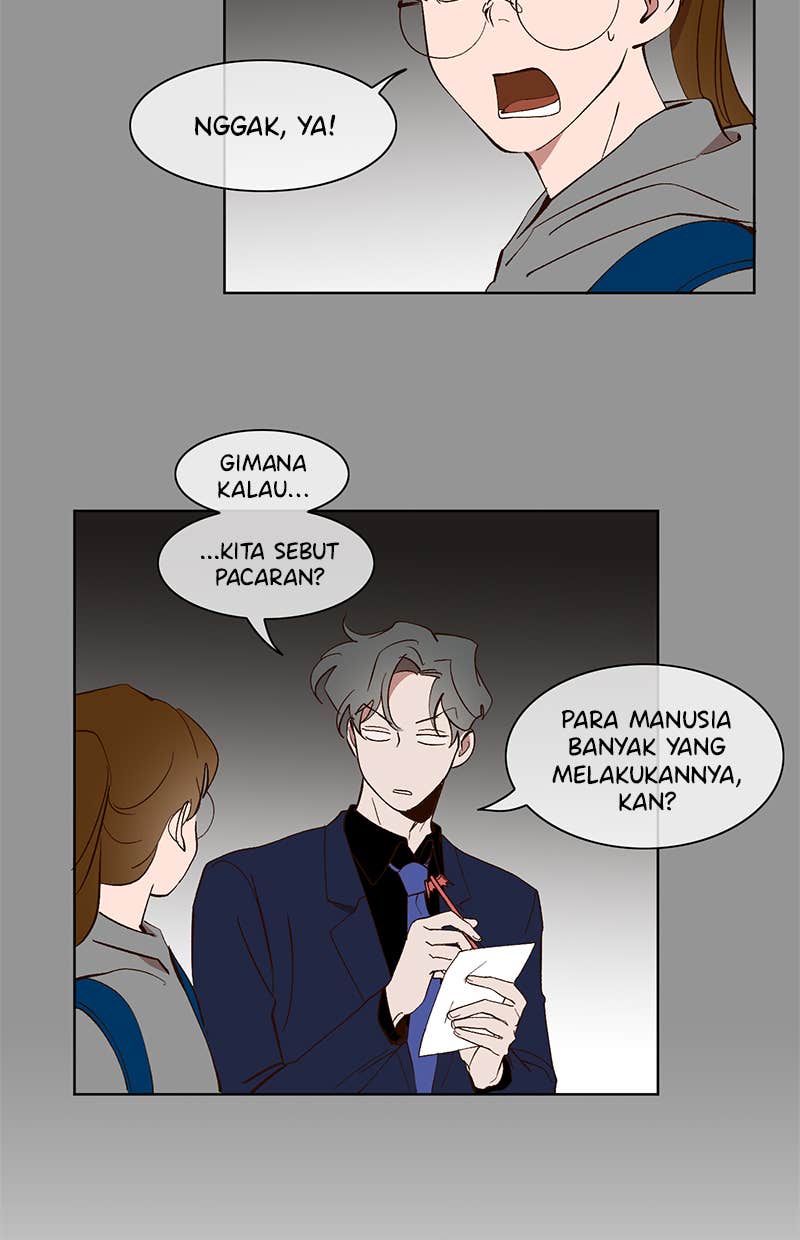 NGGAK, YA!
GIMANA
KALAU...
...KITA SEBUT
PACARAN?
PARA MANUSIA
BANYAK YANG
MELAKUKANNYA,
KAN?